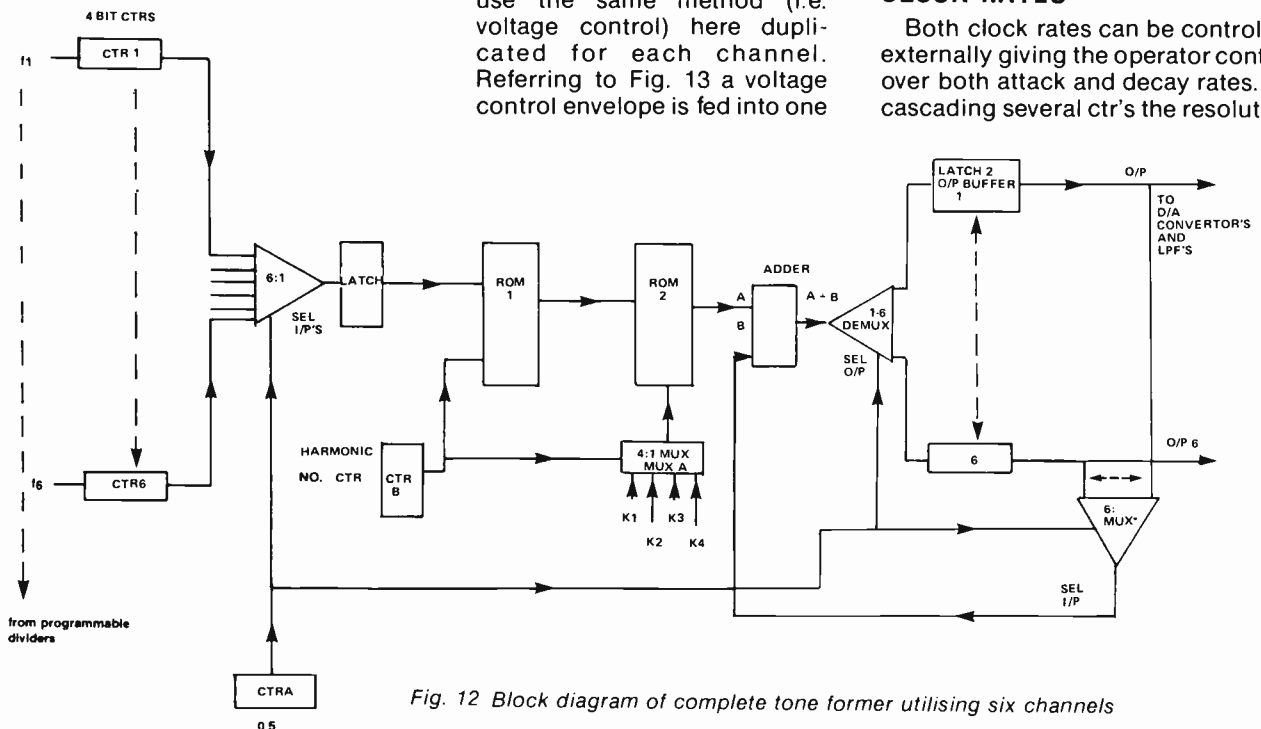 use the same method (i.e.
voltage control) here dupli-
cated for each channel.
Referring to Fig. 13 a voltage
control envelope is fed into one
Both clock rates can be control
externally giving the operator cont
over both attack and decay rates.
cascading several ctr's the resolut
4 BIT CTRS
f1
CTR 1
f6
CTR6
from programmable
dividers
6:1
SEL
I/P'S
LATCH
ROM
1
ROM
2
HARMONIC
NO. CTR
CTR
B
4:1 MUX
MUX A
K1
K2
K3
K4
ADDER
A
B
A + B
1-6
DEMUX
SEL
O/P
LATCH 2
O/P BUFFER
1
O/P
TO
D/A
CONVERTOR'S
AND
LPF'S
6
O/P 6
6:
MUX"
SEL
I/P
CTRA
0.5
Fig. 12 Block diagram of complete tone former utilising six channels